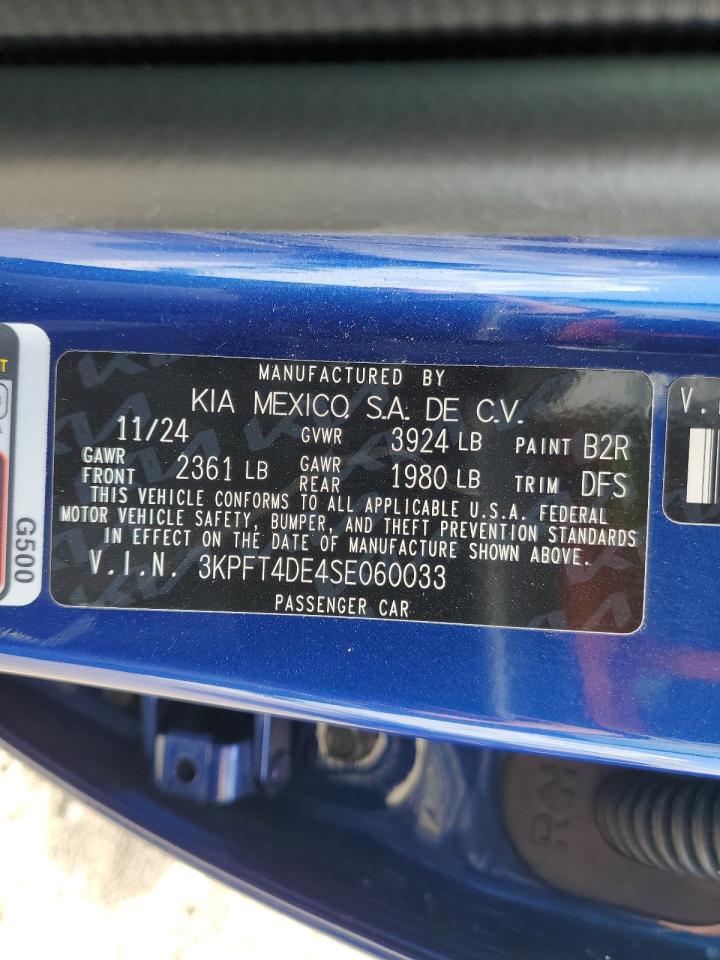 MANUFACTURED BY
KIA MEXICO, S.A. DE C.V.
11/24 GVWR 3924 LB PAINT B2R
GAWR FRONT 2361 LB GAWR REAR 1980 LB TRIM DFS
THIS VEHICLE CONFORMS TO ALL APPLICABLE U.S.A. FEDERAL
MOTOR VEHICLE SAFETY, BUMPER, AND THEFT PREVENTION STANDARDS
IN EFFECT ON THE DATE OF MANUFACTURE SHOWN ABOVE.
V.I.N. 3KPFT4DE4SE060033
PASSENGER CAR
G500
V.